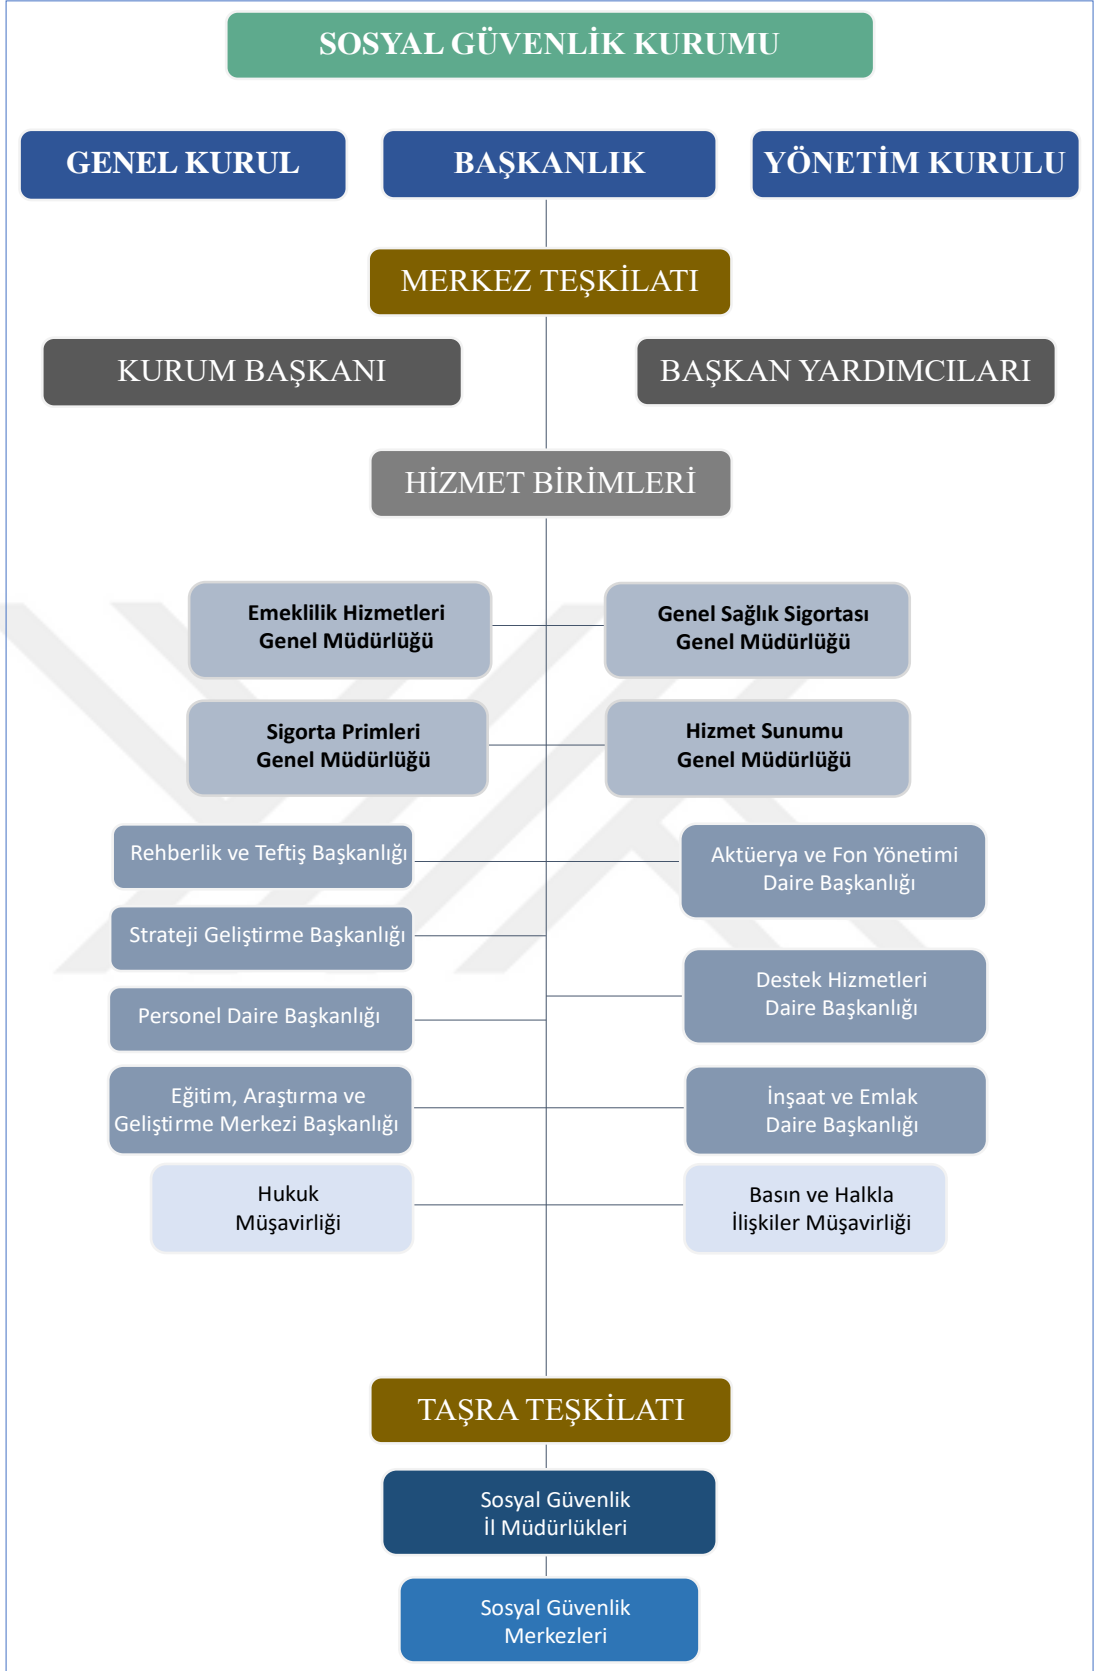 SOSYAL GÜVENLİK KURUMU
GENEL KURUL
BAŞKANLIK
YÖNETİM KURULU
MERKEZ TEŞKİLATI
KURUM BAŞKANI
BAŞKAN YARDIMCILARI
HİZMET BİRİMLERİ
Emeklilik Hizmetleri
Genel Müdürlüğü
Genel Sağlık Sigortası
Genel Müdürlüğü
Sigorta Primleri
Genel Müdürlüğü
Hizmet Sunumu
Genel Müdürlüğü
Rehberlik ve Teftiş Başkanlığı
Aktüerya ve Fon Yönetimi
Daire Başkanlığı
Strateji Geliştirme Başkanlığı
Destek Hizmetleri
Daire Başkanlığı
Personel Daire Başkanlığı
Eğitim, Araştırma ve
Geliştirme Merkezi Başkanlığı
İnşaat ve Emlak
Daire Başkanlığı
Hukuk
Müşavirliği
Basın ve Halkla
İlişkiler Müşavirliği
TAŞRA TEŞKİLATI
Sosyal Güvenlik
İl Müdürlükleri
Sosyal Güvenlik
Merkezleri